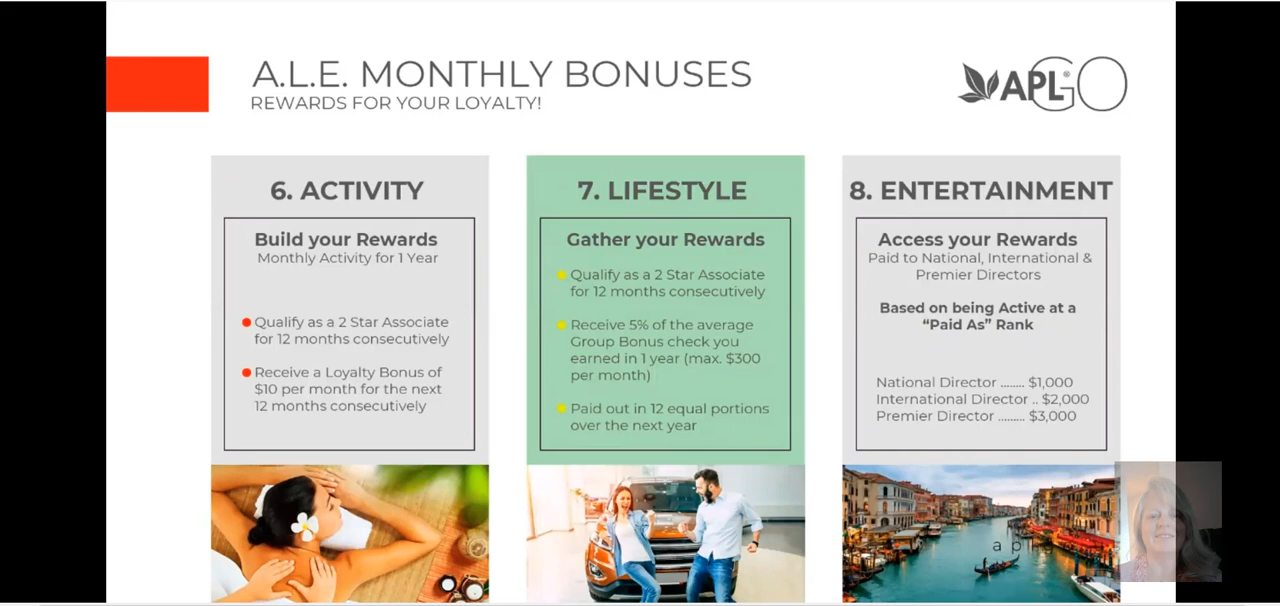 A.L.E. MONTHLY BONUSES
REWARDS FOR YOUR LOYALTY!
APL® GO
6. ACTIVITY
Build your Rewards
Monthly Activity for 1 Year
Qualify as a 2 Star Associate
for 12 months consecutively
Receive a Loyalty Bonus of
$10 per month for the next
12 months consecutively
7. LIFESTYLE
Gather your Rewards
Qualify as a 2 Star Associate
for 12 months consecutively
Receive 5% of the average
Group Bonus check you
earned in 1 year (max. $300
per month)
Paid out in 12 equal portions
over the next year
8. ENTERTAINMENT
Access your Rewards
Paid to National, International &
Premier Directors
Based on being Active at a
“Paid As” Rank
National Director ........ $1,000
International Director .. $2,000
Premier Director ......... $3,000